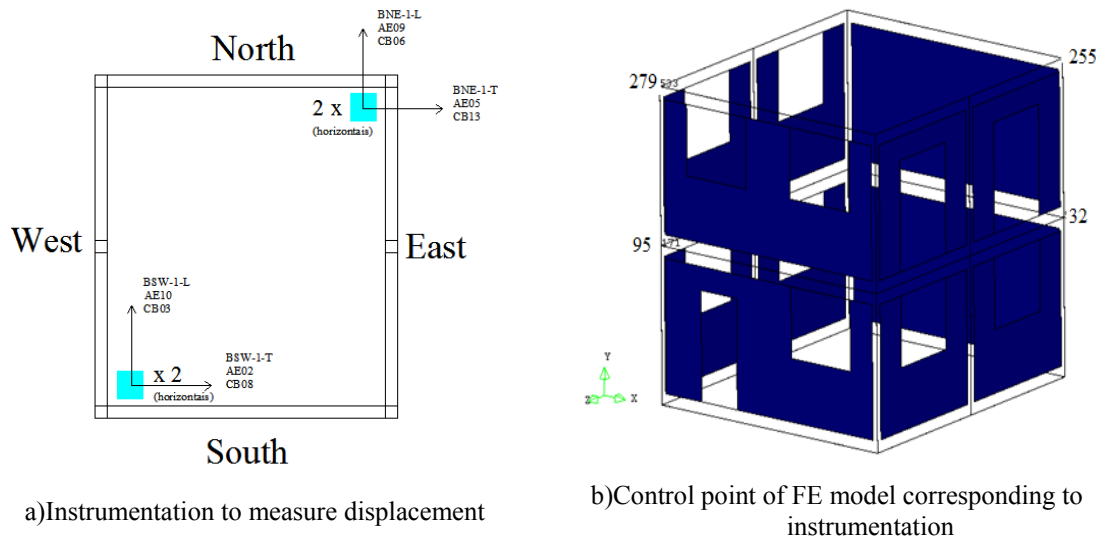 BNE-1-L
AE09
CB06
North
BNE-1-T
AE05
CB13
2 x
(horizontais)
West
East
BSW-1-L
AE10
CB03
x 2
(horizontais)
BSW-1-T
AE02
CB08
South
a)Instrumentation to measure displacement
255
279
533
32
95
171
Y
Z
X
b)Control point of FE model corresponding to
instrumentation